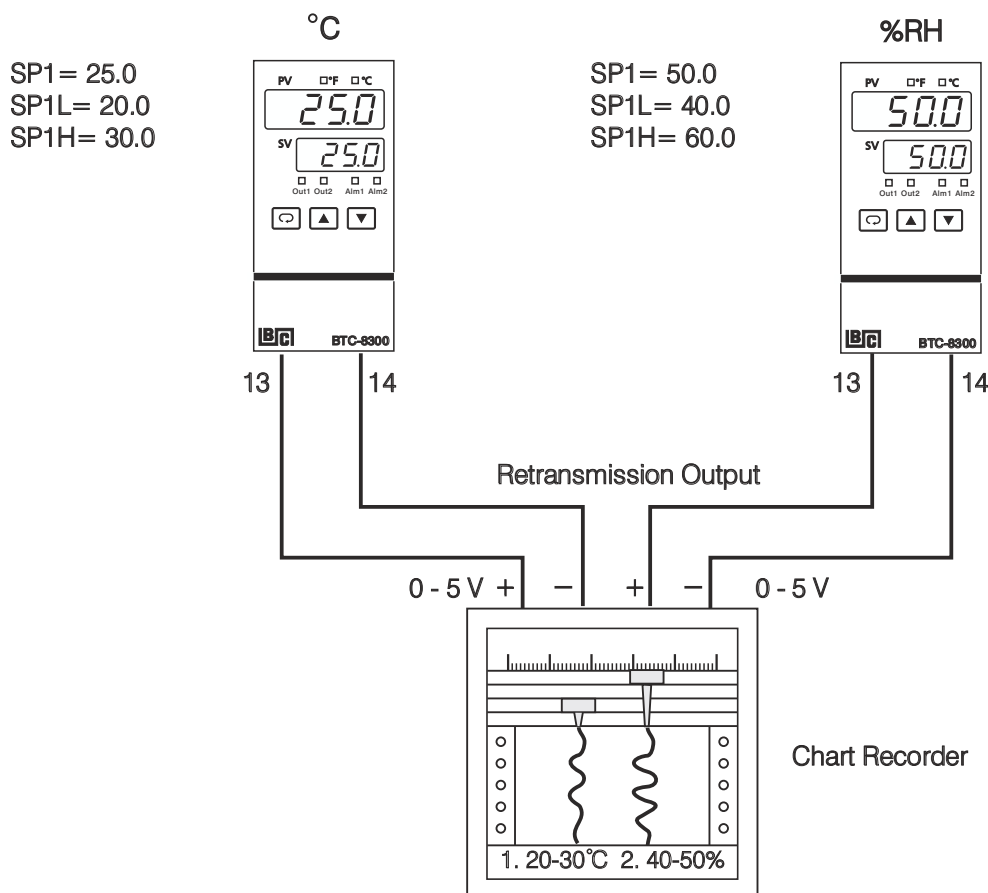 °C
SP1= 25.0
SP1L= 20.0
SP1H= 30.0
PV °F °C
25.0
SV
25.0
Out1 Out2 Alm1 Alm2
BC
BTC-8300
13
14
%RH
SP1= 50.0
SP1L= 40.0
SP1H= 60.0
PV °F °C
50.0
SV
50.0
Out1 Out2 Alm1 Alm2
BC
BTC-8300
13
14
Retransmission Output
0 - 5 V + − + − 0 - 5 V
Chart Recorder
1. 20-30°C 2. 40-50%